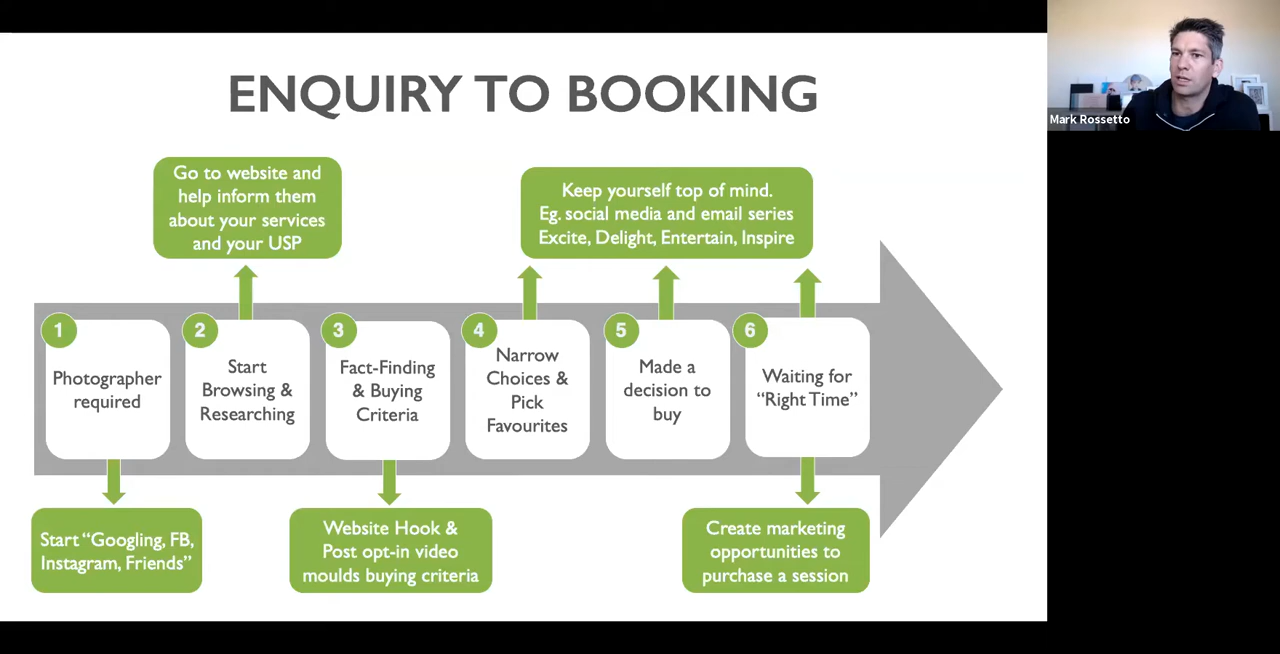 ENQUIRY TO BOOKING
Mark Rossetto
Go to website and
help inform them
about your services
and your USP
Keep yourself top of mind.
Eg. social media and email series
Excite, Delight, Entertain, Inspire
1
Photographer
required
2
Start
Browsing &
Researching
3
Fact-Finding
& Buying
Criteria
4
Narrow
Choices &
Pick
Favourites
5
Made a
decision to
buy
6
Waiting for
“Right Time”
Start “Googling, FB,
Instagram, Friends”
Website Hook &
Post opt-in video
moulds buying criteria
Create marketing
opportunities to
purchase a session